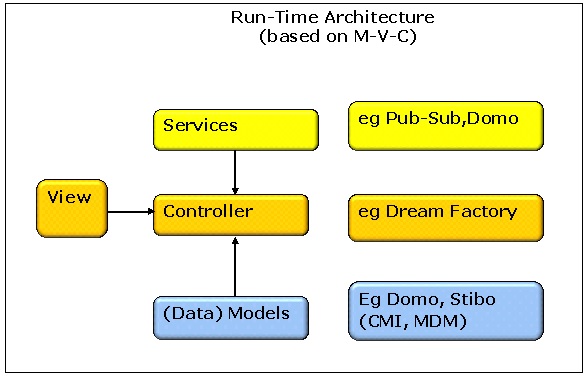 Run-Time Architecture
(based on M-V-C)
Services
eg Pub-Sub,Domo
View
Controller
eg Dream Factory
(Data) Models
Eg Domo, Stibo
(CMI, MDM)